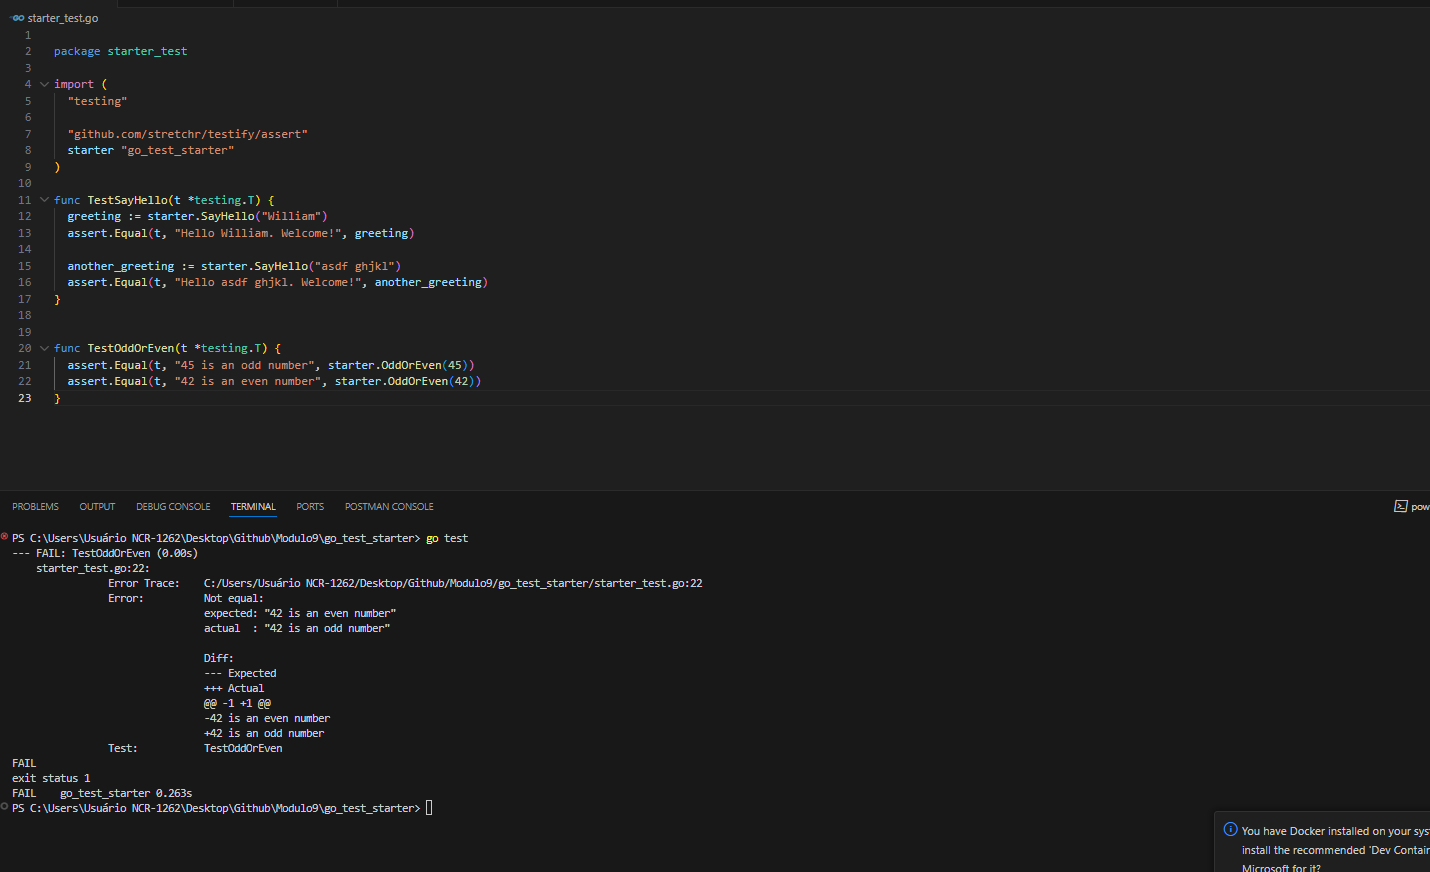 starter_test.go
1
2 package starter_test
3
4 import (
5 "testing"
6
7 "github.com/stretchr/testify/assert"
8 starter "go_test_starter"
9 )
10
11 func TestSayHello(t *testing.T) {
12 greeting := starter.SayHello("William")
13 assert.Equal(t, "Hello William. Welcome!", greeting)
14
15 another_greeting := starter.SayHello("asdf ghjkl")
16 assert.Equal(t, "Hello asdf ghjkl. Welcome!", another_greeting)
17 }
18
19
20 func TestOddOrEven(t *testing.T) {
21 assert.Equal(t, "45 is an odd number", starter.OddOrEven(45))
22 assert.Equal(t, "42 is an even number", starter.OddOrEven(42))
23 }
PROBLEMS OUTPUT DEBUG CONSOLE TERMINAL PORTS POSTMAN CONSOLE pow
PS C:\Users\Usuário NCR-1262\Desktop\Github\Modulo9\go_test_starter> go test
--- FAIL: TestOddOrEven (0.00s)
starter_test.go:22:
Error Trace: C:/Users/Usuário NCR-1262/Desktop/Github/Modulo9/go_test_starter/starter_test.go:22
Error: Not equal:
expected: "42 is an even number"
actual : "42 is an odd number"
Diff:
--- Expected
+++ Actual
@@ -1 +1 @@
-42 is an even number
+42 is an odd number
Test: TestOddOrEven
FAIL
exit status 1
FAIL go_test_starter 0.263s
PS C:\Users\Usuário NCR-1262\Desktop\Github\Modulo9\go_test_starter>
You have Docker installed on your sys
install the recommended 'Dev Contain
Microsoft for it?